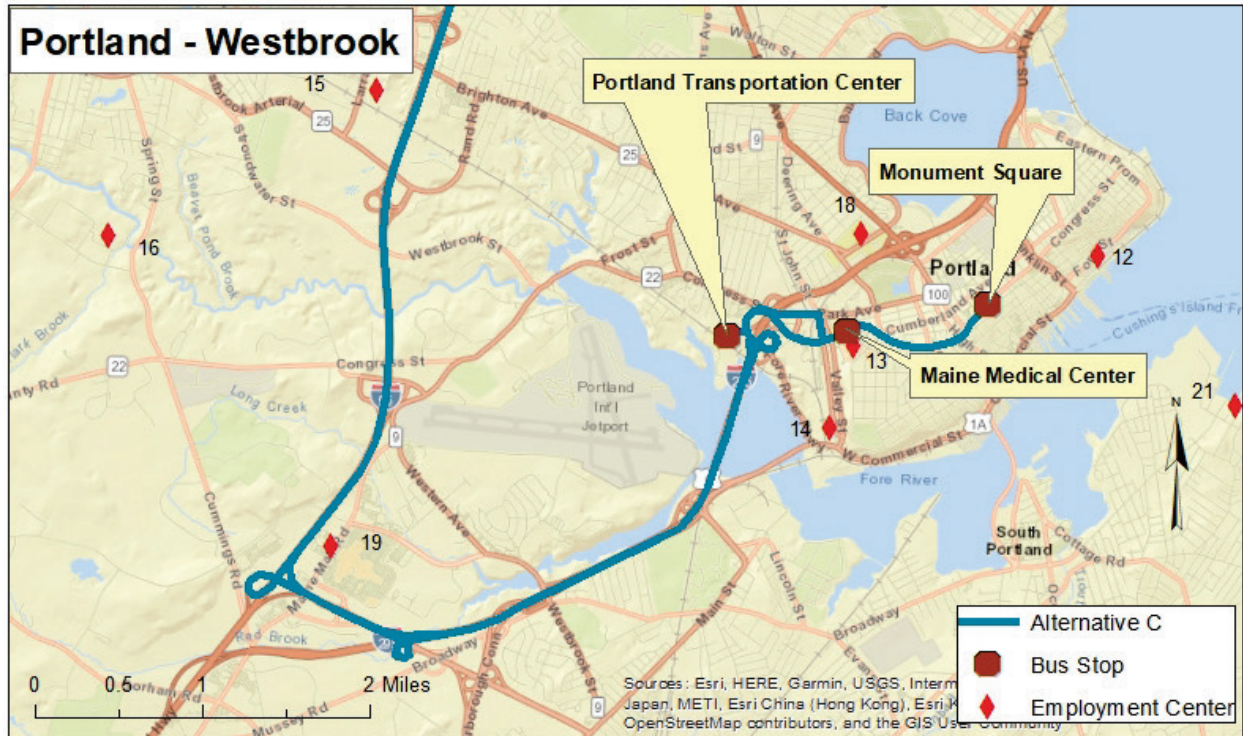 Portland - Westbrook
Portland Transportation Center
Monument Square
Maine Medical Center
15
16
18
12
13
14
21
19
Walton St
Back Cove
Eastern Prom
Brighton Ave
Rand Rd
25
25
9
Spring St
Stroudwater St
Beaver Pond Brook
Westbrook St
Frost St
22
Deering Ave
St John St
Congress St
Portland
100
Park Ave
Cumberland Ave
Cushing's Island
Congress St
22
Long Creek
9
Portland
Int'l
Jetport
Valley St
1A
W Commercial St
Fore River
N
Western Ave
Cummings Rd
South
Portland
Cottage Rd
Lincoln St
Main St
Broadway
Red Brook
Broadway
Westbrook St
9
Mussey Rd
0 0.5 1 2 Miles
Alternative C
Bus Stop
Employment Center
Sources: Esri, HERE, Garmin, USGS,
Japan, METI, Esri China (Hong Kong), Esri
OpenStreetMap contributors, and the GIS User Community